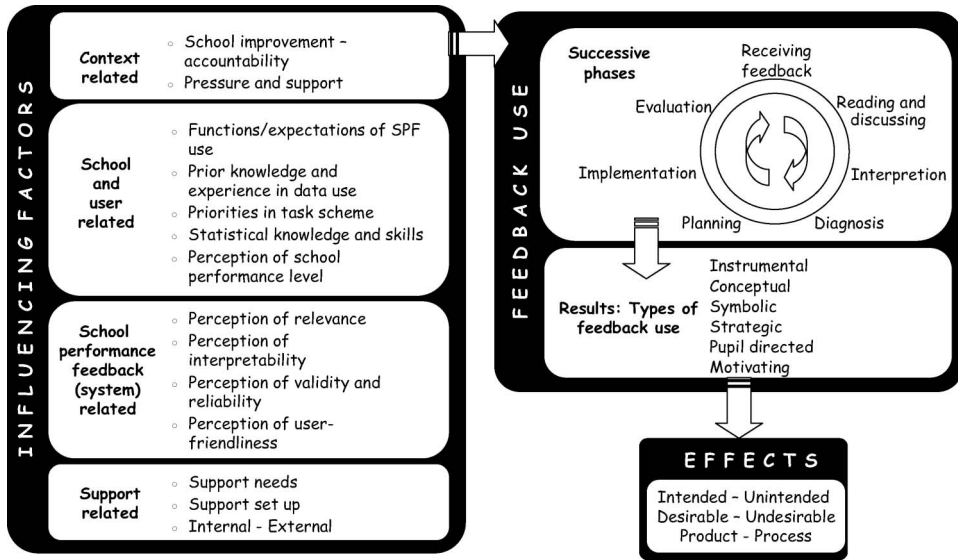 INFLUENCING FACTORS
Context
related
○ School improvement –
accountability
○ Pressure and support
School
and
user
related
○ Functions/expectations of SPF
use
○ Prior knowledge and
experience in data use
○ Priorities in task scheme
○ Statistical knowledge and skills
○ Perception of school
performance level
School
performance
feedback
(system)
related
○ Perception of relevance
○ Perception of
interpretability
○ Perception of validity and
reliability
○ Perception of user-
friendliness
Support
related
○ Support needs
○ Support set up
○ Internal - External
FEEDBACK USE
Successive
phases
Receiving
feedback
Reading and
discussing
Interpretion
Diagnosis
Planning
Implementation
Evaluation
Results: Types of
feedback use
Instrumental
Conceptual
Symbolic
Strategic
Pupil directed
Motivating
EFFECTS
Intended – Unintended
Desirable – Undesirable
Product - Process